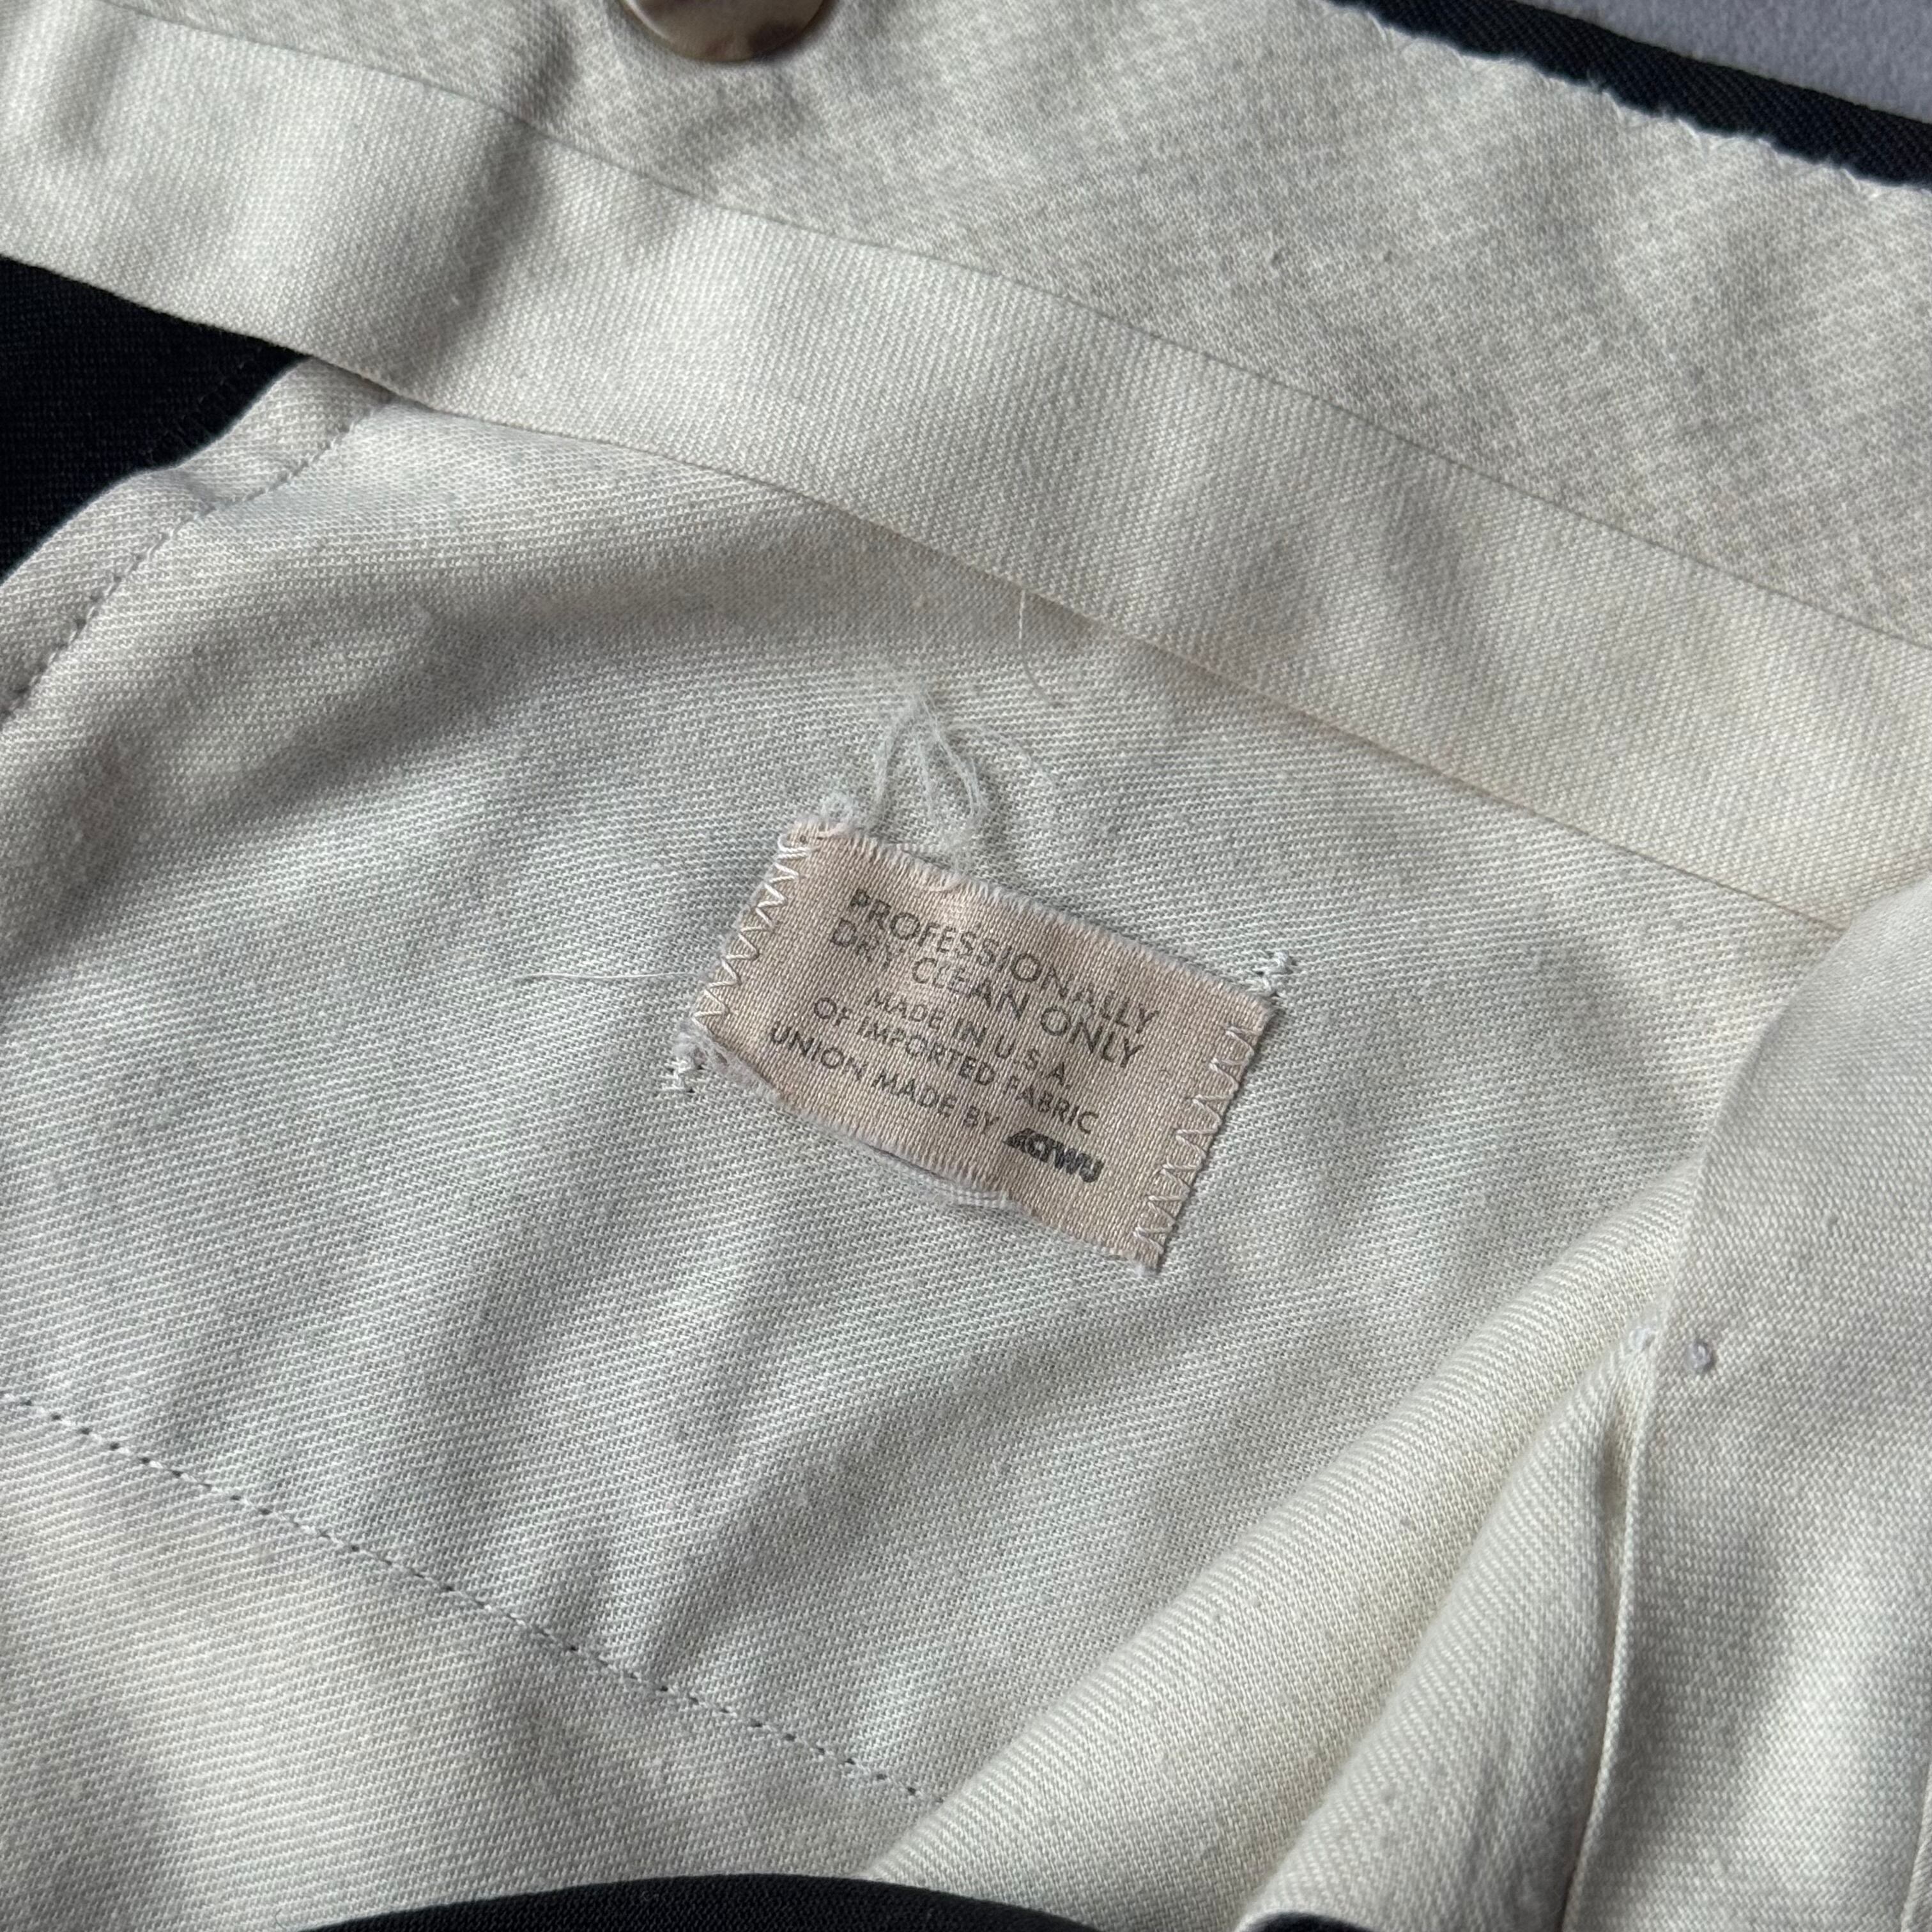 PROFESSIONALLY
DRY CLEAN ONLY
MADE IN U.S.A.
OF IMPORTED FABRIC
UNION MADE BY ACTWU